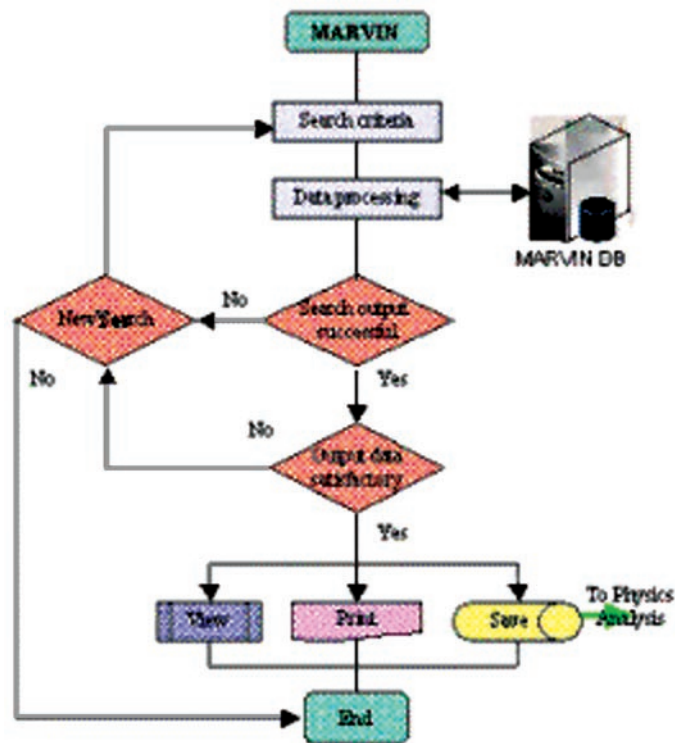 MARVIN
Search criteria
Data processing
MARVIN DB
No
Search output
successful
New
No
Yes
No
Output data
satisfactory
Yes
View
Print
Save
To Physics
Analysis
End